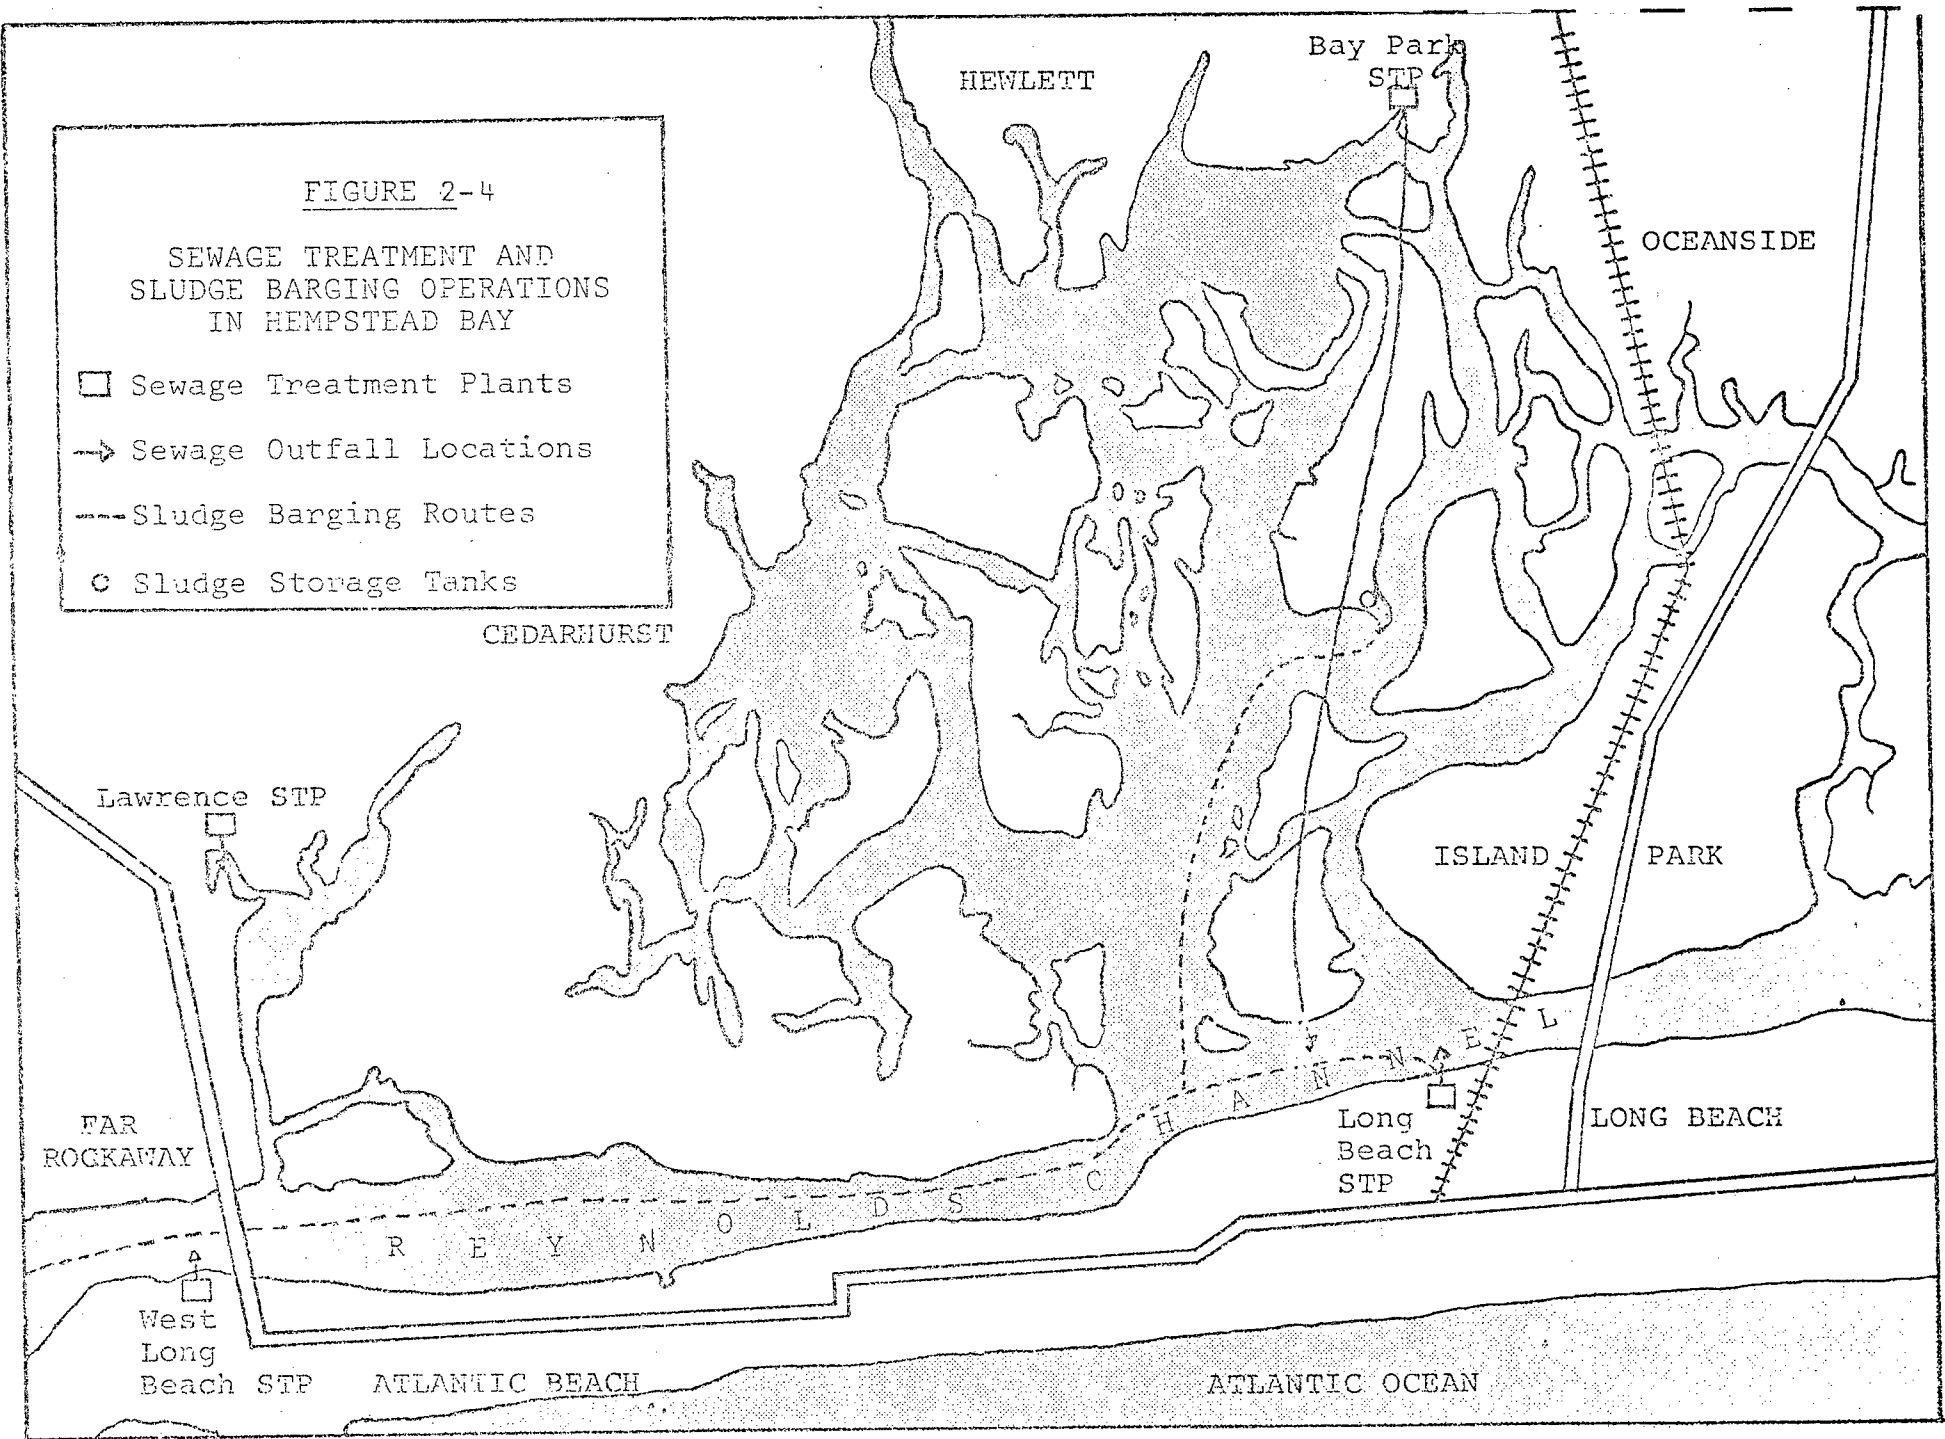 FIGURE 2-4
SEWAGE TREATMENT AND
SLUDGE BARGING OPERATIONS
IN HEMPSTEAD BAY
Sewage Treatment Plants
Sewage Outfall Locations
Sludge Barging Routes
Sludge Storage Tanks
HEWLETT
Bay Park
STP
OCEANSIDE
CEDARHURST
Lawrence STP
ISLAND PARK
FAR
ROCKAWAY
Long
Beach
STP
LONG BEACH
REYNOLDS CHANNEL
West
Long
Beach STP
ATLANTIC BEACH
ATLANTIC OCEAN